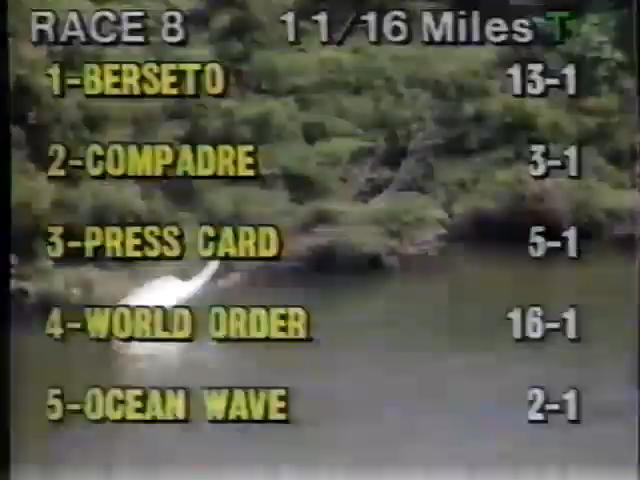 RACE 8 1 1/16 Miles T
1-BERSETO 13-1
2-COMPADRE 3-1
3-PRESS CARD 5-1
4-WORLD ORDER 16-1
5-OCEAN WAVE 2-1